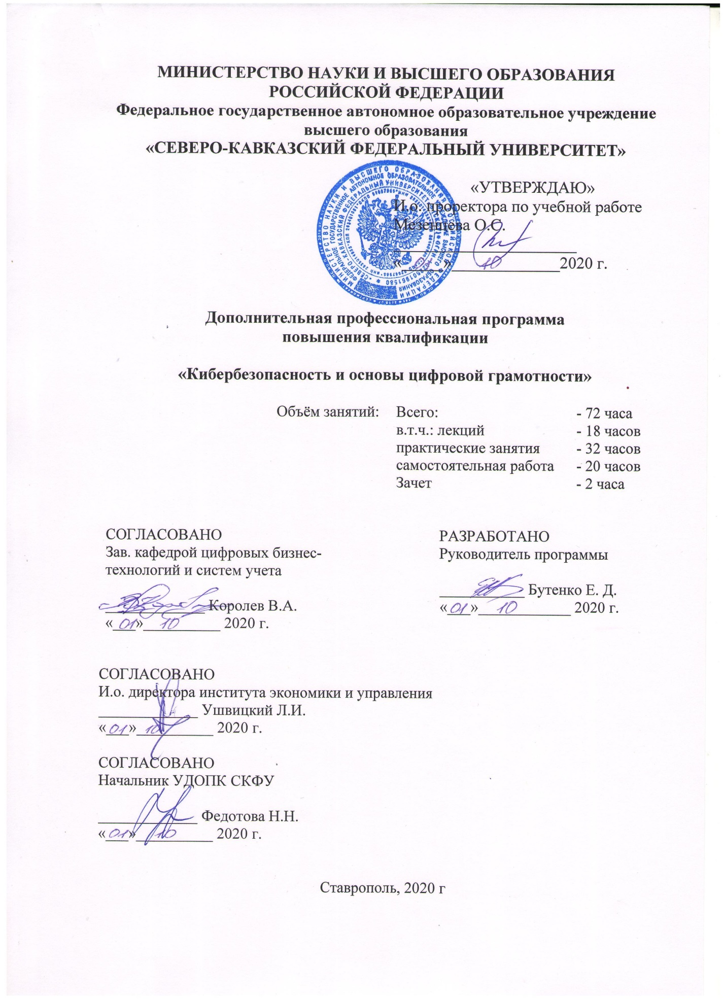 МИНИСТЕРСТВО НАУКИ И ВЫСШЕГО ОБРАЗОВАНИЯ
РОССИЙСКОЙ ФЕДЕРАЦИИ
Федеральное государственное автономное образовательное учреждение
высшего образования
«СЕВЕРО-КАВКАЗСКИЙ ФЕДЕРАЛЬНЫЙ УНИВЕРСИТЕТ»
«УТВЕРЖДАЮ»
И.о. проректора по учебной работе
Мезенцева О.С.
«___»  10  2020 г.
Дополнительная профессиональная программа
повышения квалификации
«Кибербезопасность и основы цифровой грамотности»
Объём занятий: Всего: - 72 часа
в.т.ч.: лекций - 18 часов
практические занятия - 32 часов
самостоятельная работа - 20 часов
Зачет - 2 часа
СОГЛАСОВАНО
Зав. кафедрой цифровых бизнес-
технологий и систем учета
Королев В.А.
«01» 10 2020 г.
РАЗРАБОТАНО
Руководитель программы
Бутенко Е. Д.
«01» 10 2020 г.
СОГЛАСОВАНО
И.о. директора института экономики и управления
Ушвицкий Л.И.
«01» 10 2020 г.
СОГЛАСОВАНО
Начальник УДОПК СКФУ
Федотова Н.Н.
«01» 10 2020 г.
Ставрополь, 2020 г